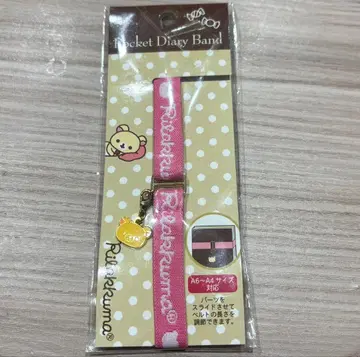 Pocket Diary Band
Rilakkuma
Rilakkuma®
Rilakkuma®
A6~A4サイズ
対応
パーツを
スライドさせて
ベルトの長さを
調節できます。